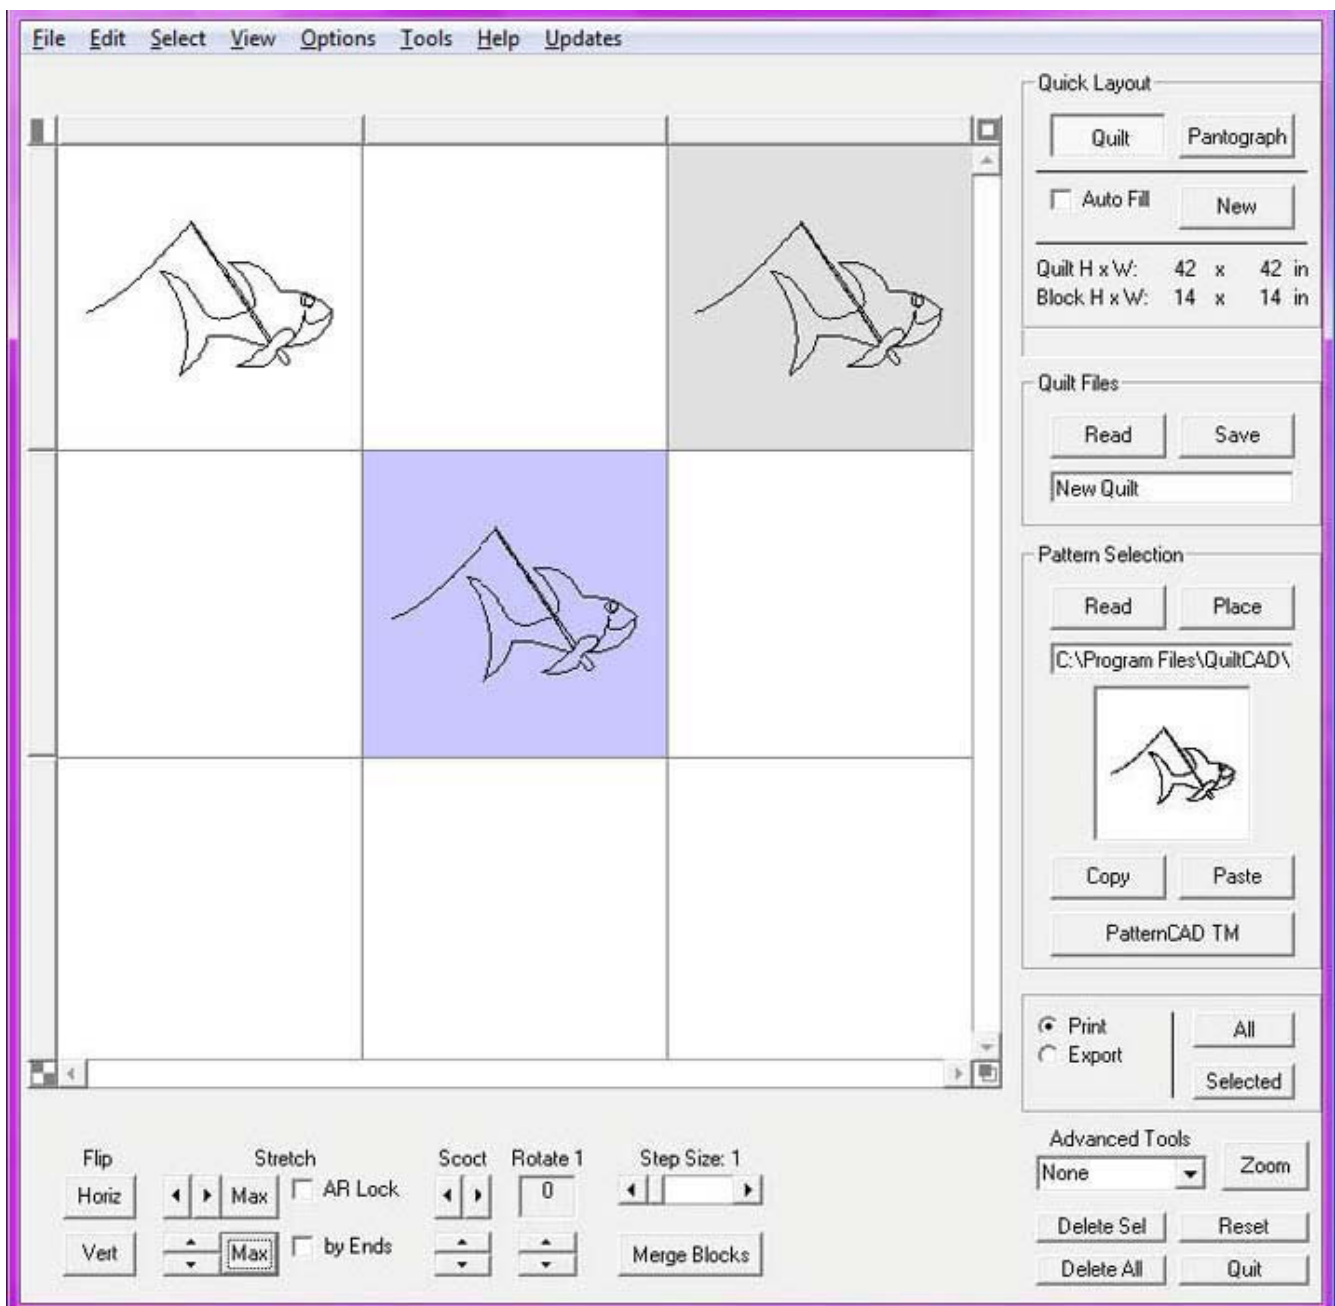 File Edit Select View Options Tools Help Updates
Quick Layout
Quilt Pantograph
Auto Fill New
Quilt H x W: 42 x 42 in
Block H x W: 14 x 14 in
Quilt Files
Read Save
New Quilt
Pattern Selection
Read Place
C:\Program Files\QuiltCAD\
Copy Paste
PatternCAD TM
Print All
Export
Selected
Flip Stretch Scoct Rotate 1 Step Size: 1
Horiz Max AR Lock 0
Vert Max by Ends Merge Blocks
Advanced Tools
None Zoom
Delete Sel Reset
Delete All Quit